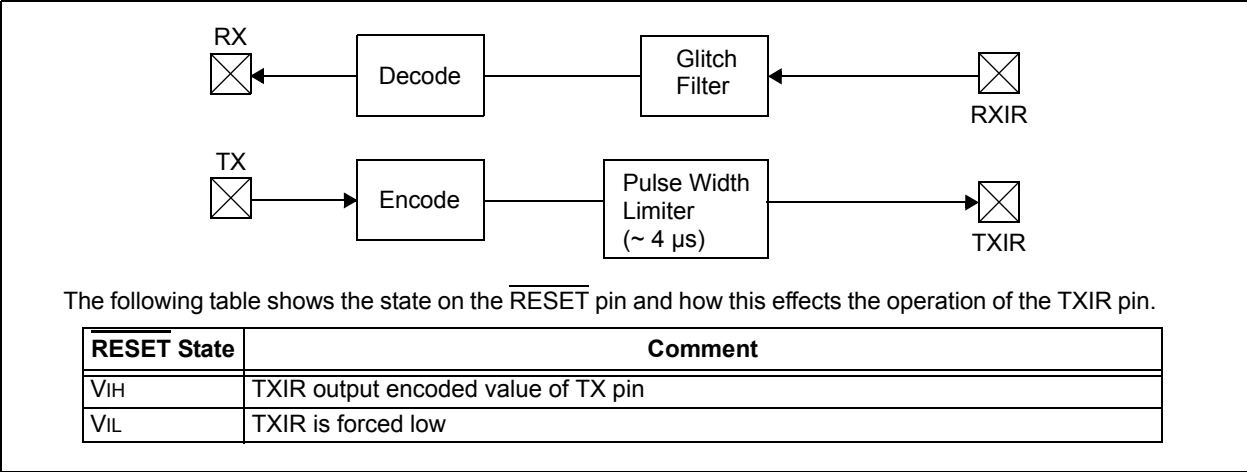 RX
Decode
Glitch
Filter
RXIR
TX
Encode
Pulse Width
Limiter
(~ 4 µs)
TXIR
The following table shows the state on the RESET pin and how this effects the operation of the TXIR pin.
RESET State Comment
VIH TXIR output encoded value of TX pin
VIL TXIR is forced low